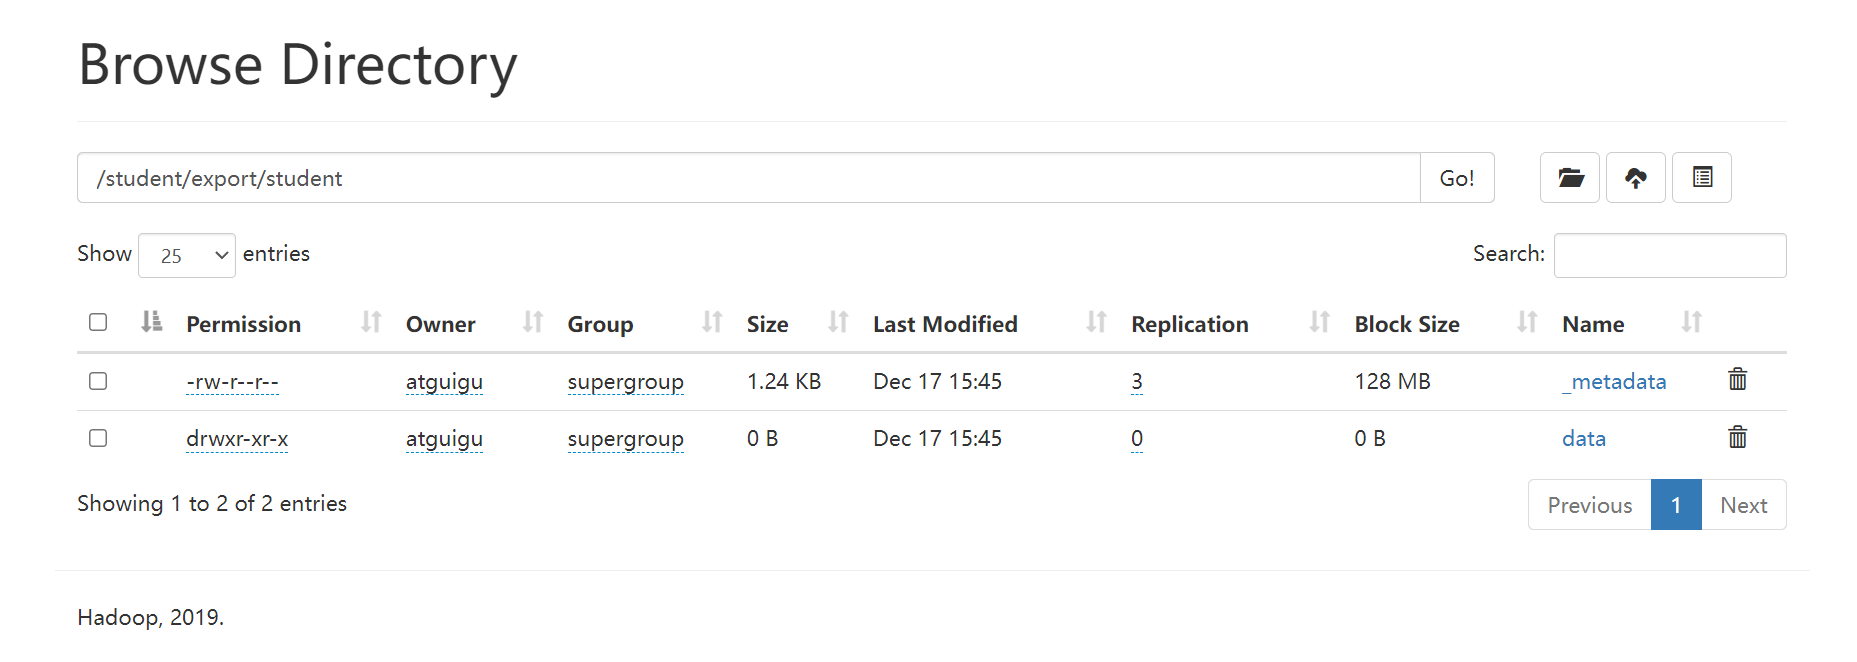 Browse Directory
/student/export/student Go!
Show 25 entries Search:
Permission Owner Group Size Last Modified Replication Block Size Name
-rw-r--r-- atguigu supergroup 1.24 KB Dec 17 15:45 3 128 MB _metadata
drwxr-xr-x atguigu supergroup 0 B Dec 17 15:45 0 0 B data
Showing 1 to 2 of 2 entries Previous 1 Next
Hadoop, 2019.